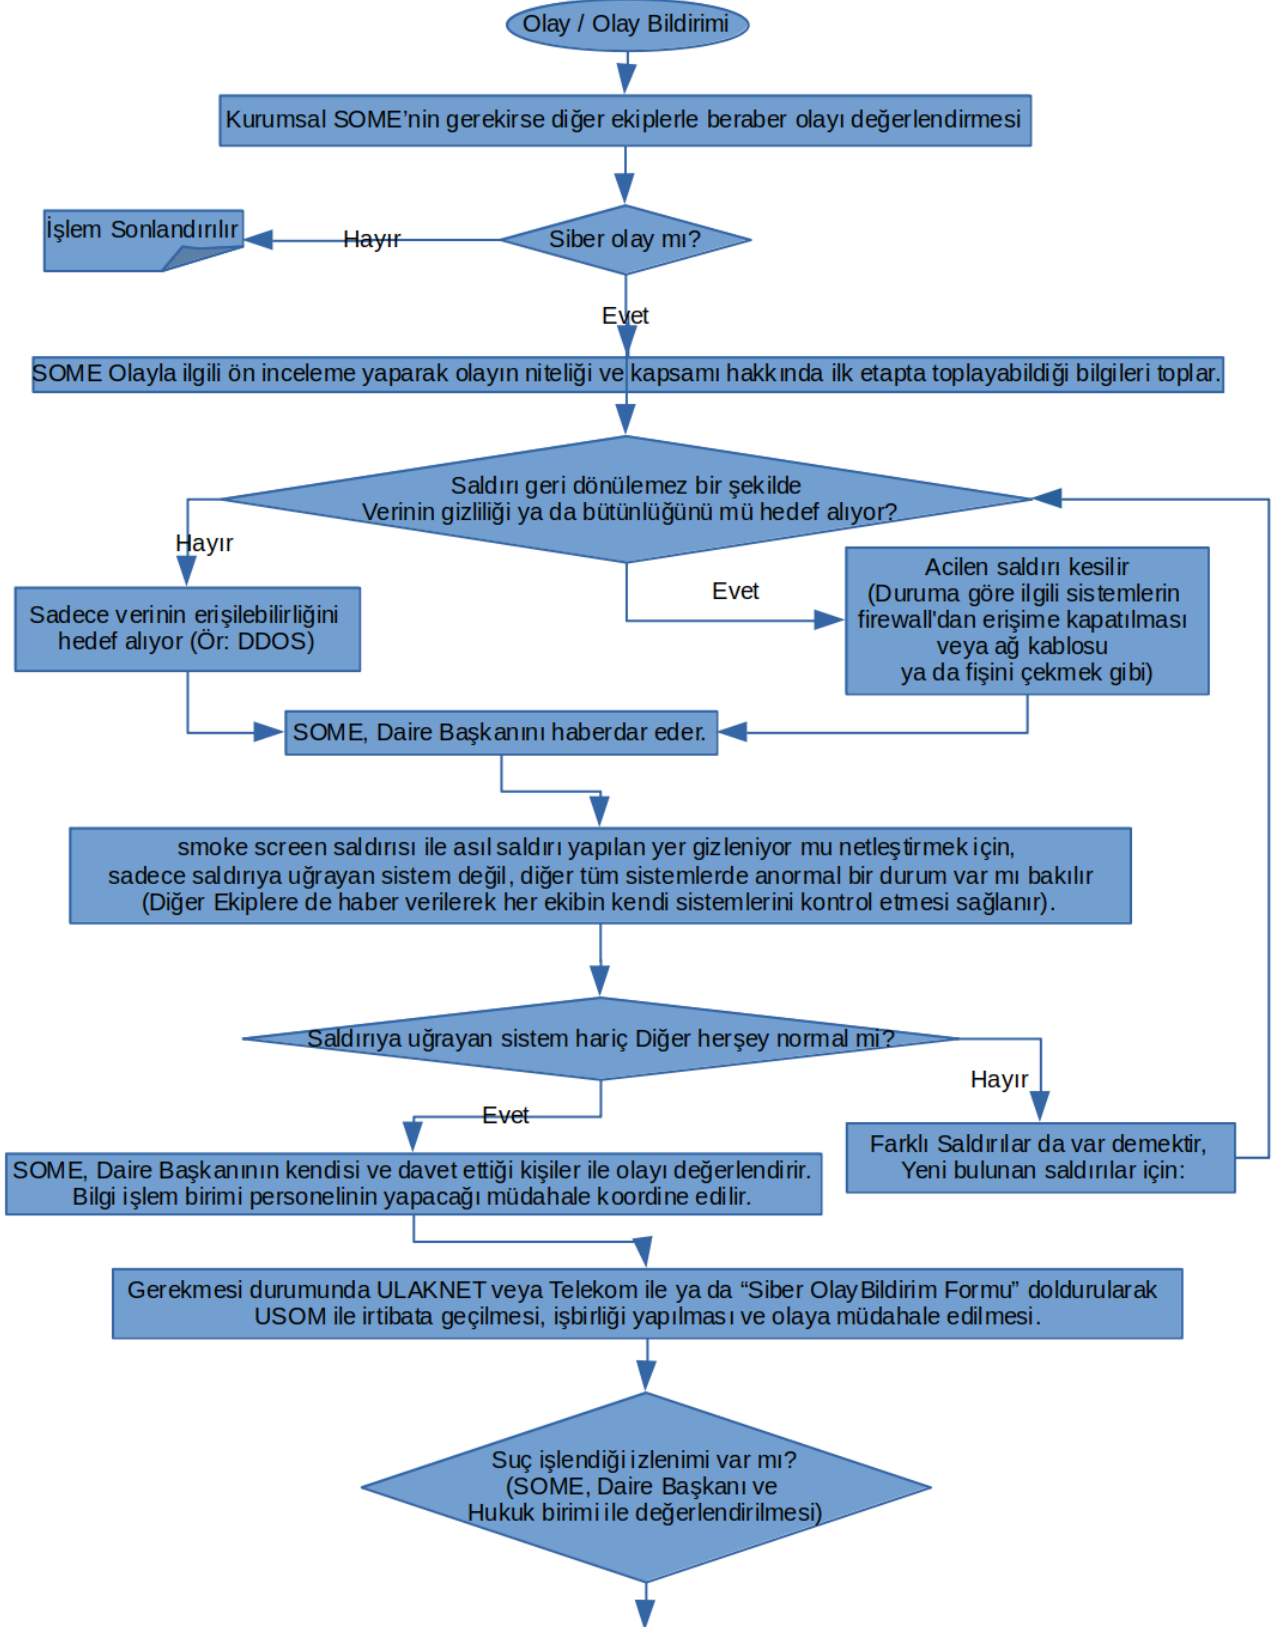 Olay / Olay Bildirimi
Kurumsal SOME’nin gerekirse diğer ekiplerle beraber olayı değerlendirmesi
Siber olay mı?
Hayır
İşlem Sonlandırılır
Evet
SOME Olayla ilgili ön inceleme yaparak olayın niteliği ve kapsamı hakkında ilk etapta toplayabildiği bilgileri toplar.
Saldırı geri dönülemez bir şekilde
Verinin gizliliği ya da bütünlüğünü mü hedef alıyor?
Hayır
Sadece verinin erişilebilirliğini
hedef alıyor (Ör: DDOS)
Evet
Acilen saldırı kesilir
(Duruma göre ilgili sistemlerin
firewall'dan erişime kapatılması
veya ağ kablosu
ya da fişini çekmek gibi)
SOME, Daire Başkanını haberdar eder.
smoke screen saldırısı ile asıl saldırı yapılan yer gizleniyor mu netleştirmek için,
sadece saldırıya uğrayan sistem değil, diğer tüm sistemlerde anormal bir durum var mı bakılır
(Diğer Ekiplere de haber verilerek her ekibin kendi sistemlerini kontrol etmesi sağlanır).
Saldırıya uğrayan sistem hariç Diğer herşey normal mi?
Hayır
Evet
Farklı Saldırılar da var demektir,
Yeni bulunan saldırılar için:
SOME, Daire Başkanının kendisi ve davet ettiği kişiler ile olayı değerlendirir.
Bilgi işlem birimi personelinin yapacağı müdahale koordine edilir.
Gerekmesi durumunda ULAKNET veya Telekom ile ya da “Siber Olay Bildirim Formu” doldurularak
USOM ile irtibata geçilmesi, işbirliği yapılması ve olaya müdahale edilmesi.
Suç işlendiği izlenimi var mı?
(SOME, Daire Başkanı ve
Hukuk birimi ile değerlendirilmesi)